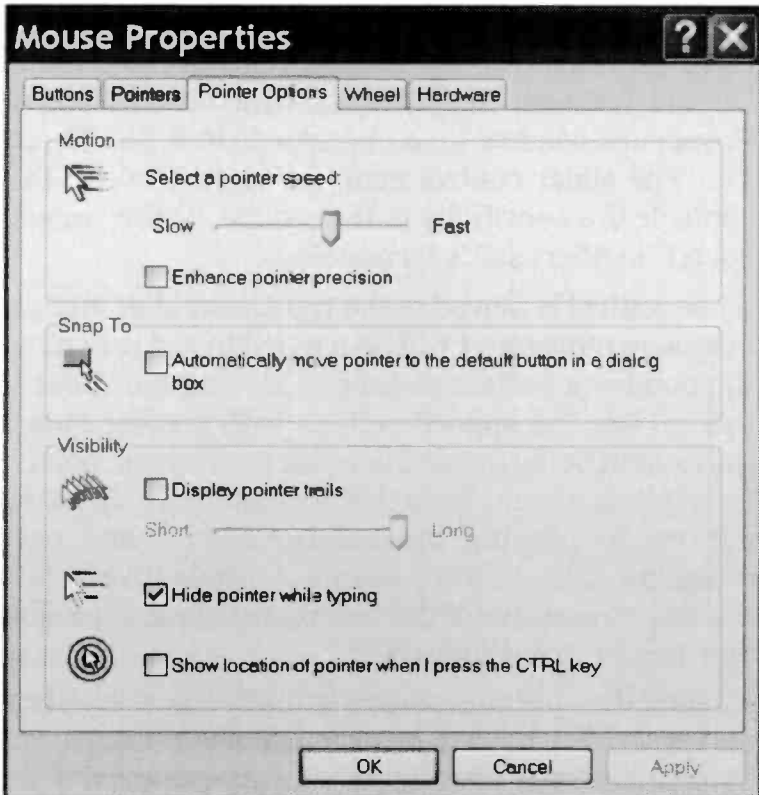 Mouse Properties
? X
Buttons Pointers Pointer Options Wheel Hardware
Motion
Select a pointer speed:
Slow Fast
Enhance pointer precision
Snap To
Automatically move pointer to the default button in a dialog
box
Visibility
Display pointer trails
Short Long
Hide pointer while typing
Show location of pointer when I press the CTRL key
OK Cancel Apply